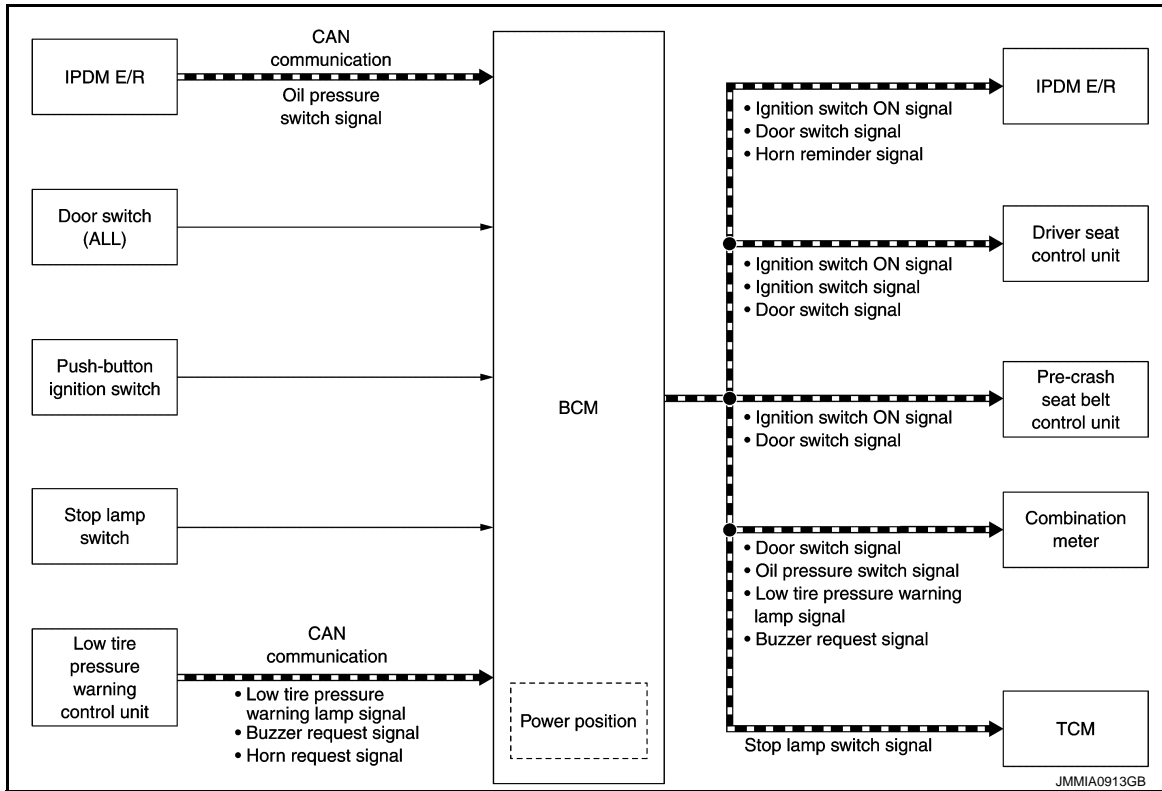 IPDM E/R
CAN
communication
Oil pressure
switch signal
Door switch
(ALL)
Push-button
ignition switch
Stop lamp
switch
Low tire
pressure
warning
control unit
CAN
communication
• Low tire pressure
warning lamp signal
• Buzzer request signal
• Horn request signal
BCM
Power position
IPDM E/R
• Ignition switch ON signal
• Door switch signal
• Horn reminder signal
Driver seat
control unit
• Ignition switch ON signal
• Ignition switch signal
• Door switch signal
Pre-crash
seat belt
control unit
• Ignition switch ON signal
• Door switch signal
Combination
meter
• Door switch signal
• Oil pressure switch signal
• Low tire pressure warning
lamp signal
• Buzzer request signal
TCM
Stop lamp switch signal
JMMIA0913GB